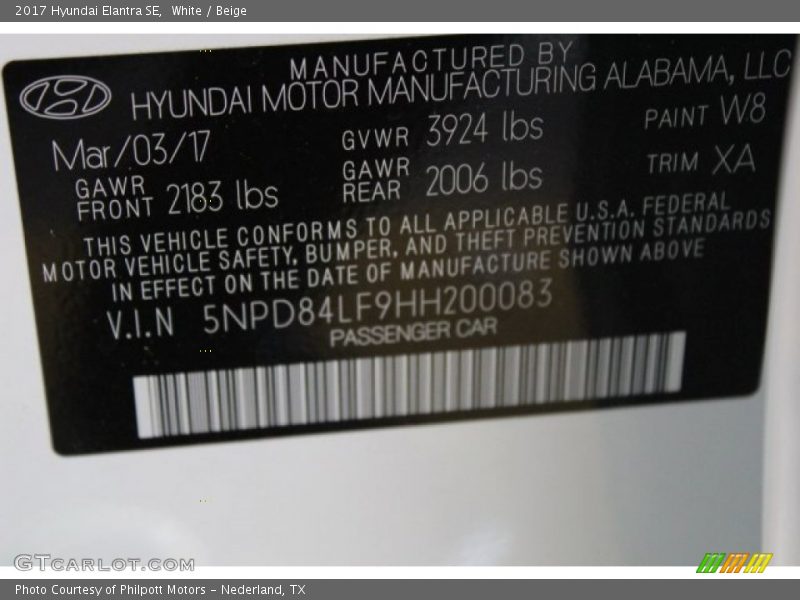 2017 Hyundai Elantra SE,  White / Beige
MANUFACTURED BY
HYUNDAI MOTOR MANUFACTURING ALABAMA, LLC
Mar/03/17 GVWR 3924 lbs PAINT W8
GAWR FRONT 2183 lbs GAWR REAR 2006 lbs TRIM XA
THIS VEHICLE CONFORMS TO ALL APPLICABLE U.S.A. FEDERAL
MOTOR VEHICLE SAFETY, BUMPER, AND THEFT PREVENTION STANDARDS
IN EFFECT ON THE DATE OF MANUFACTURE SHOWN ABOVE
V.I.N 5NPD84LF9HH200083
PASSENGER CAR
GTCARLOT.COM
Photo Courtesy of Philpott Motors - Nederland, TX